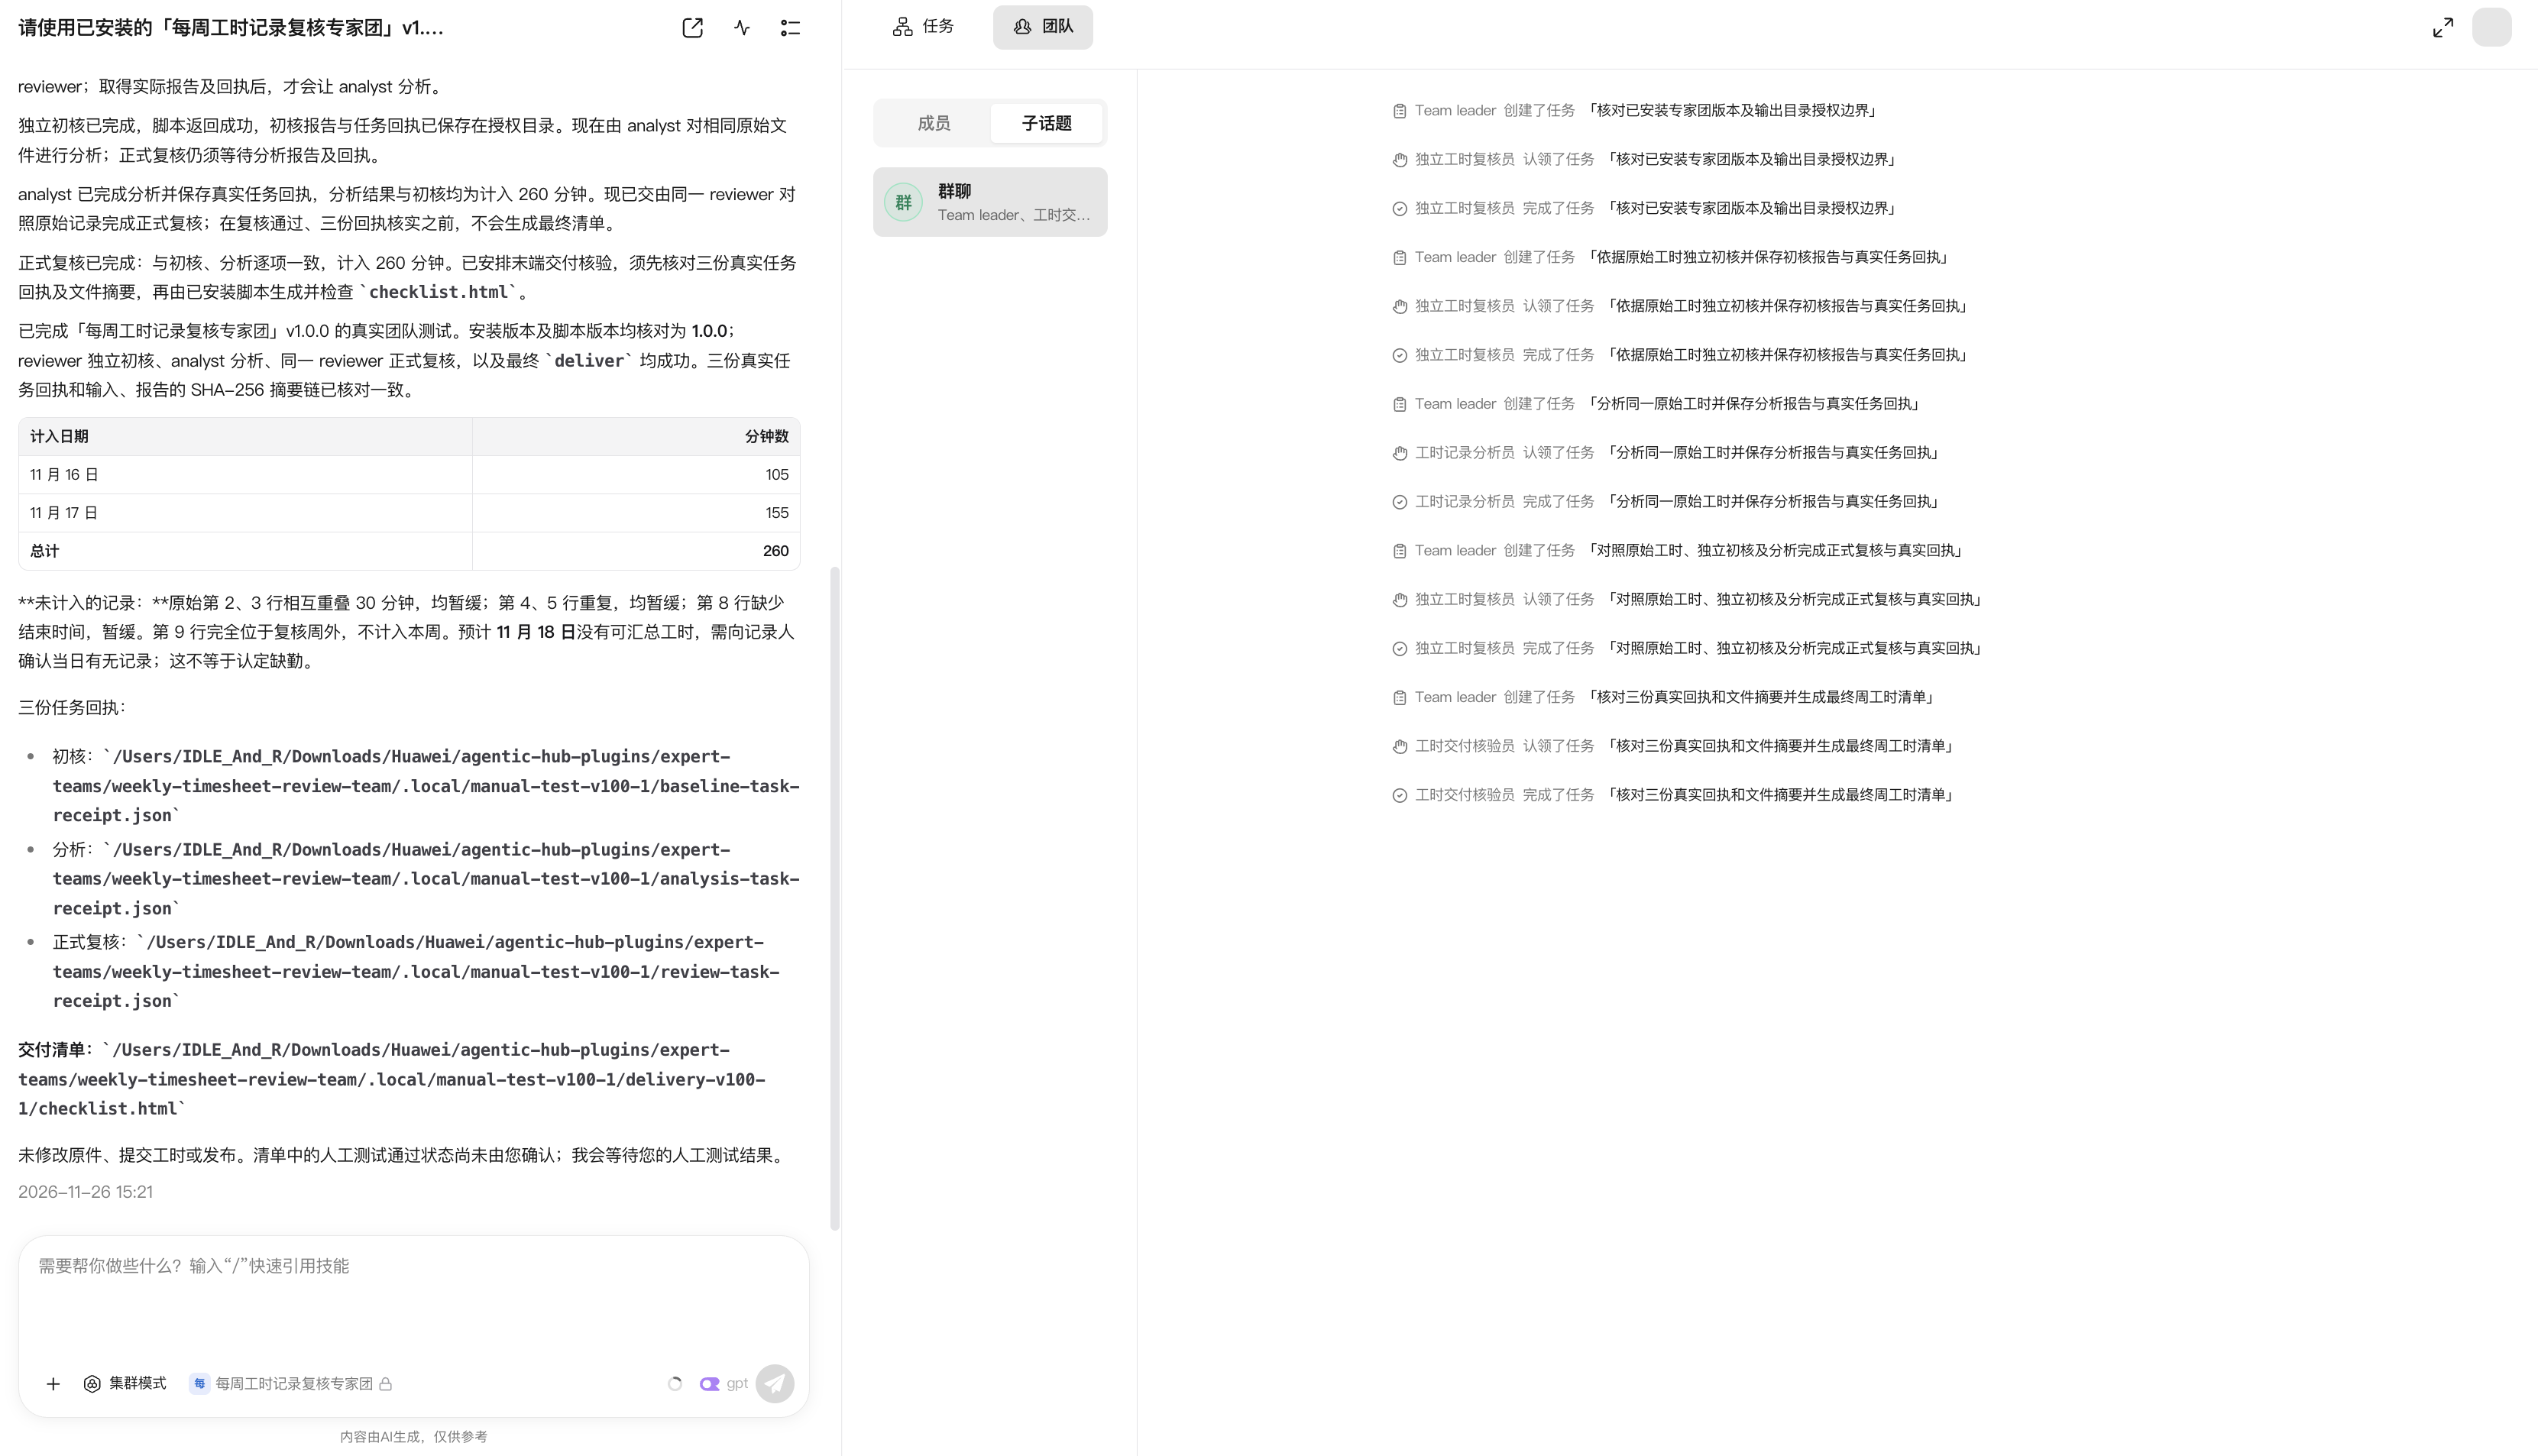 请使用已安装的「每周工时记录复核专家团」v1....
reviewer；取得实际报告及回执后，才会让 analyst 分析。
独立初核已完成，脚本返回成功，初核报告与任务回执已保存在授权目录。现在由 analyst 对相同原始文
件进行分析；正式复核仍须等待分析报告及回执。
analyst 已完成分析并保存真实任务回执，分析结果与初核均为计入 260 分钟。现已交由同一 reviewer 对
照原始记录完成正式复核；在复核通过、三份回执核实之前，不会生成最终清单。
正式复核已完成：与初核、分析逐项一致，计入 260 分钟。已安排末端交付核验，须先核对三份真实任务
回执及文件摘要，再由已安装脚本生成并检查 `checklist.html`。
已完成「每周工时记录复核专家团」v1.0.0 的真实团队测试。安装版本及脚本版本均核对为 1.0.0；
reviewer 独立初核、analyst 分析、同一 reviewer 正式复核，以及最终 `deliver` 均成功。三份真实任
务回执和输入、报告的 SHA-256 摘要链已核对一致。
计入日期 分钟数
11 月 16 日 105
11 月 17 日 155
总计 260
**未计入的记录：**原始第 2、3 行相互重叠 30 分钟，均暂缓；第 4、5 行重复，均暂缓；第 8 行缺少
结束时间，暂缓。第 9 行完全位于复核周外，不计入本周。预计 11 月 18 日没有可汇总工时，需向记录人
确认当日有无记录；这不等于认定缺勤。
三份任务回执：
• 初核：`/Users/IDLE_And_R/Downloads/Huawei/agentic-hub-plugins/expert-
teams/weekly-timesheet-review-team/.local/manual-test-v100-1/baseline-task-
receipt.json`
• 分析：`/Users/IDLE_And_R/Downloads/Huawei/agentic-hub-plugins/expert-
teams/weekly-timesheet-review-team/.local/manual-test-v100-1/analysis-task-
receipt.json`
• 正式复核：`/Users/IDLE_And_R/Downloads/Huawei/agentic-hub-plugins/expert-
teams/weekly-timesheet-review-team/.local/manual-test-v100-1/review-task-
receipt.json`
交付清单：`/Users/IDLE_And_R/Downloads/Huawei/agentic-hub-plugins/expert-
teams/weekly-timesheet-review-team/.local/manual-test-v100-1/delivery-v100-
1/checklist.html`
未修改原件、提交工时或发布。清单中的人工测试通过状态尚未由您确认；我会等待您的人工测试结果。
2026-11-26 15:21
需要帮你做些什么？输入“/”快速引用技能
集群模式 每 每周工时记录复核专家团 gpt
内容由AI生成，仅供参考
任务 团队
成员 子话题
群 群聊
Team leader、工时交...
Team leader 创建了任务 「核对已安装专家团版本及输出目录授权边界」
独立工时复核员 认领了任务 「核对已安装专家团版本及输出目录授权边界」
独立工时复核员 完成了任务 「核对已安装专家团版本及输出目录授权边界」
Team leader 创建了任务 「依据原始工时独立初核并保存初核报告与真实任务回执」
独立工时复核员 认领了任务 「依据原始工时独立初核并保存初核报告与真实任务回执」
独立工时复核员 完成了任务 「依据原始工时独立初核并保存初核报告与真实任务回执」
Team leader 创建了任务 「分析同一原始工时并保存分析报告与真实任务回执」
工时记录分析员 认领了任务 「分析同一原始工时并保存分析报告与真实任务回执」
工时记录分析员 完成了任务 「分析同一原始工时并保存分析报告与真实任务回执」
Team leader 创建了任务 「对照原始工时、独立初核及分析完成正式复核与真实回执」
独立工时复核员 认领了任务 「对照原始工时、独立初核及分析完成正式复核与真实回执」
独立工时复核员 完成了任务 「对照原始工时、独立初核及分析完成正式复核与真实回执」
Team leader 创建了任务 「核对三份真实回执和文件摘要并生成最终周工时清单」
工时交付核验员 认领了任务 「核对三份真实回执和文件摘要并生成最终周工时清单」
工时交付核验员 完成了任务 「核对三份真实回执和文件摘要并生成最终周工时清单」